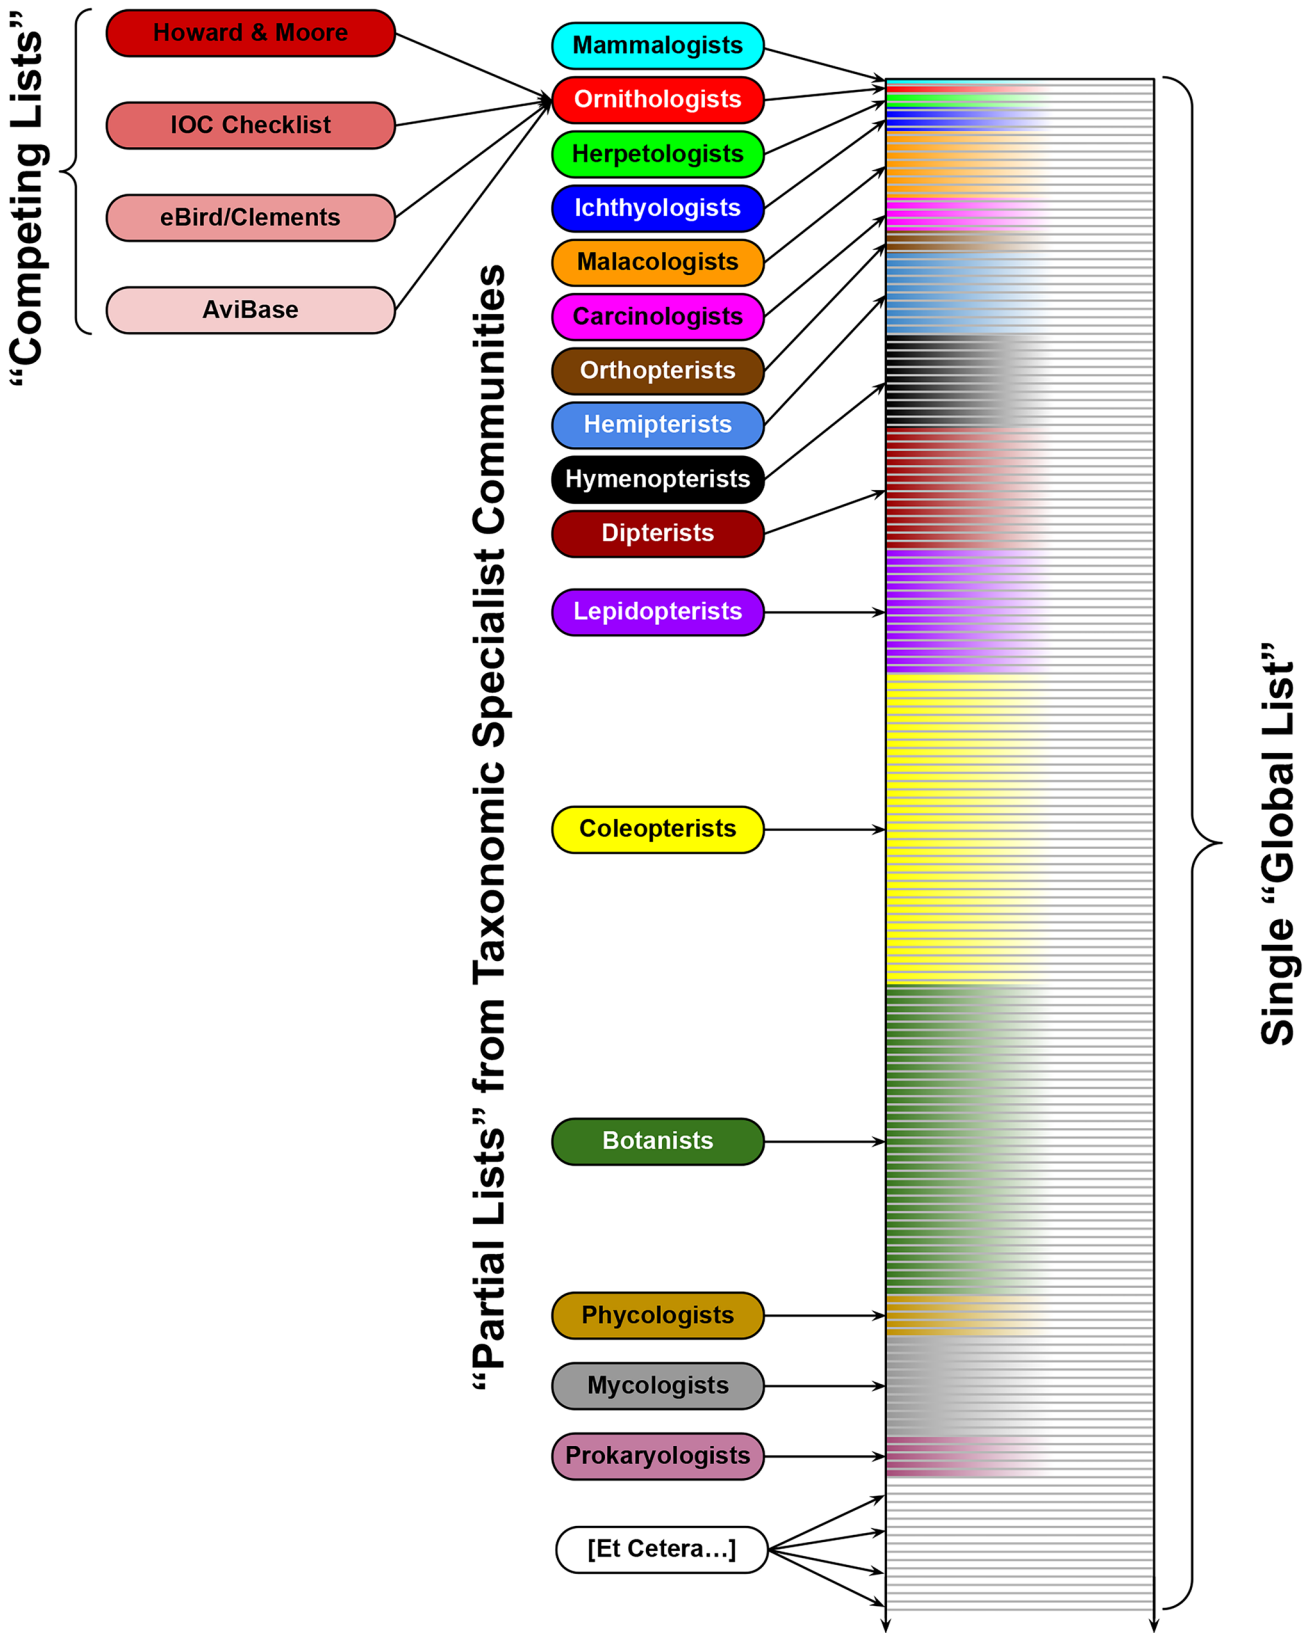 “Competing Lists”
Howard & Moore
IOC Checklist
eBird/Clements
AviBase
“Partial Lists” from Taxonomic Specialist Communities
Mammalogists
Ornithologists
Herpetologists
Ichthyologists
Malacologists
Carcinologists
Orthopterists
Hemipterists
Hymenopterists
Dipterists
Lepidopterists
Coleopterists
Botanists
Phycologists
Mycologists
Prokaryologists
[Et Cetera…]
Single “Global List”